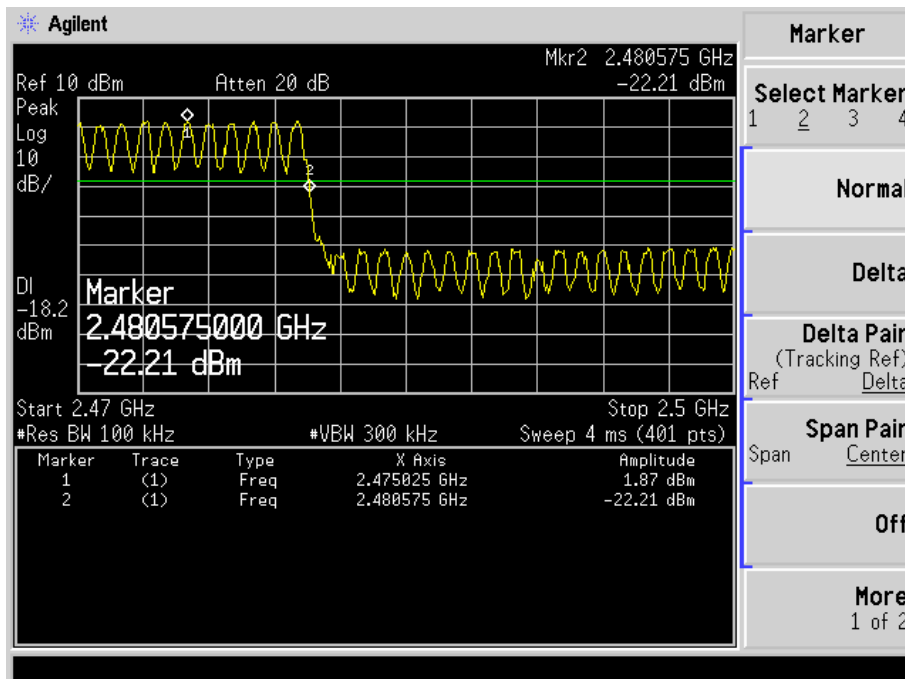 Agilent
Mkr2 2.480575 GHz
Ref 10 dBm Atten 20 dB -22.21 dBm
Peak
Log
10
dB/
1
2
DI
-18.2
dBm
Marker
2.480575000 GHz
-22.21 dBm
Start 2.47 GHz Stop 2.5 GHz
#Res BW 100 kHz #VBW 300 kHz Sweep 4 ms (401 pts)
Marker Trace Type X Axis Amplitude
1 (1) Freq 2.475025 GHz 1.87 dBm
2 (1) Freq 2.480575 GHz -22.21 dBm
Marker
Select Marker
1 2 3 4
Normal
Delta
Delta Pair
(Tracking Ref)
Ref Delta
Span Pair
Span Center
Off
More
1 of 2